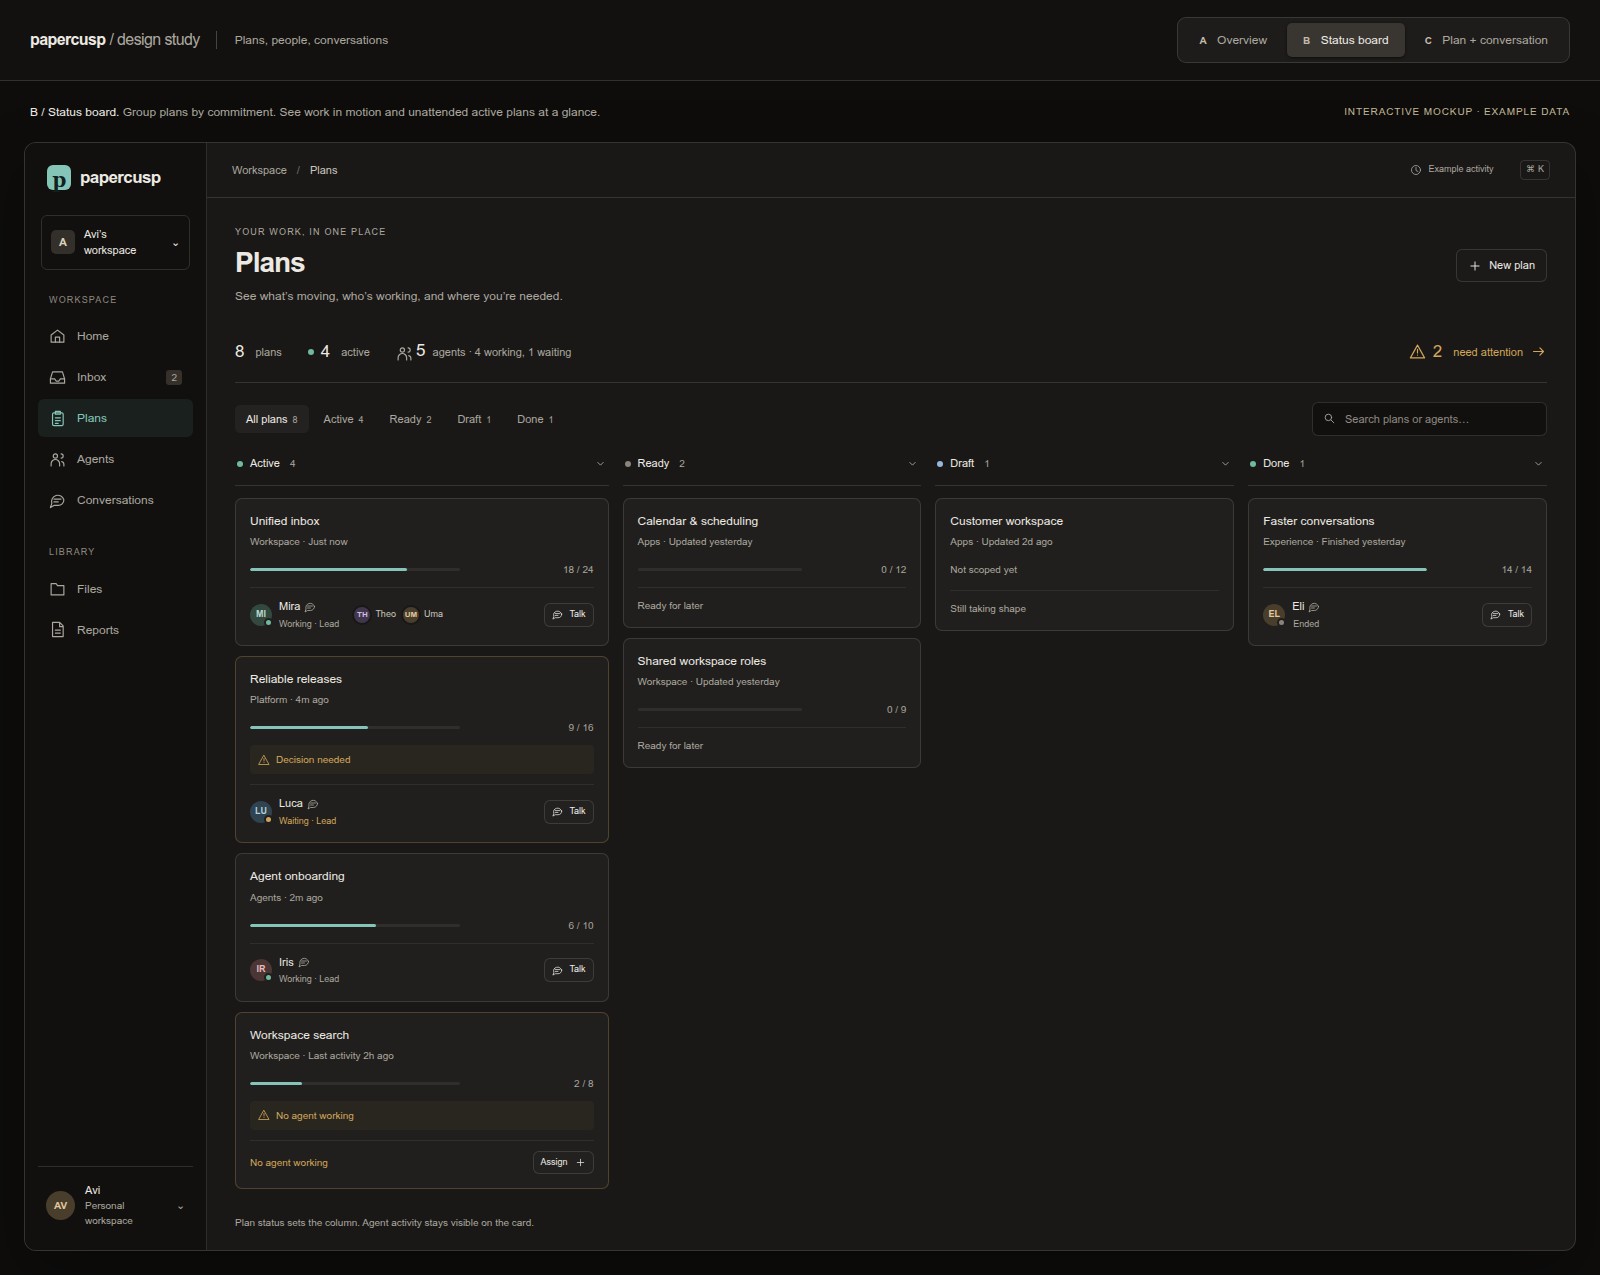 papercusp / design study
Plans, people, conversations
A Overview
B Status board
C Plan + conversation
B / Status board. Group plans by commitment. See work in motion and unattended active plans at a glance.
INTERACTIVE MOCKUP · EXAMPLE DATA
p papercusp
A
Avi's
workspace
WORKSPACE
Home
Inbox 2
Plans
Agents
Conversations
LIBRARY
Files
Reports
AV
Avi
Personal
workspace
Workspace / Plans
Example activity
⌘ K
YOUR WORK, IN ONE PLACE
Plans
See what's moving, who's working, and where you're needed.
New plan
8 plans
4 active
5 agents · 4 working, 1 waiting
2 need attention →
All plans 8
Active 4
Ready 2
Draft 1
Done 1
Search plans or agents…
Active 4
Unified inbox
Workspace · Just now
18 / 24
MI
Mira
Working · Lead
TH Theo
UM Uma
Talk
Reliable releases
Platform · 4m ago
9 / 16
Decision needed
LU
Luca
Waiting · Lead
Talk
Agent onboarding
Agents · 2m ago
6 / 10
IR
Iris
Working · Lead
Talk
Workspace search
Workspace · Last activity 2h ago
2 / 8
No agent working
No agent working
Assign +
Ready 2
Calendar & scheduling
Apps · Updated yesterday
0 / 12
Ready for later
Shared workspace roles
Workspace · Updated yesterday
0 / 9
Ready for later
Draft 1
Customer workspace
Apps · Updated 2d ago
Not scoped yet
Still taking shape
Done 1
Faster conversations
Experience · Finished yesterday
14 / 14
EL
Eli
Ended
Talk
Plan status sets the column. Agent activity stays visible on the card.